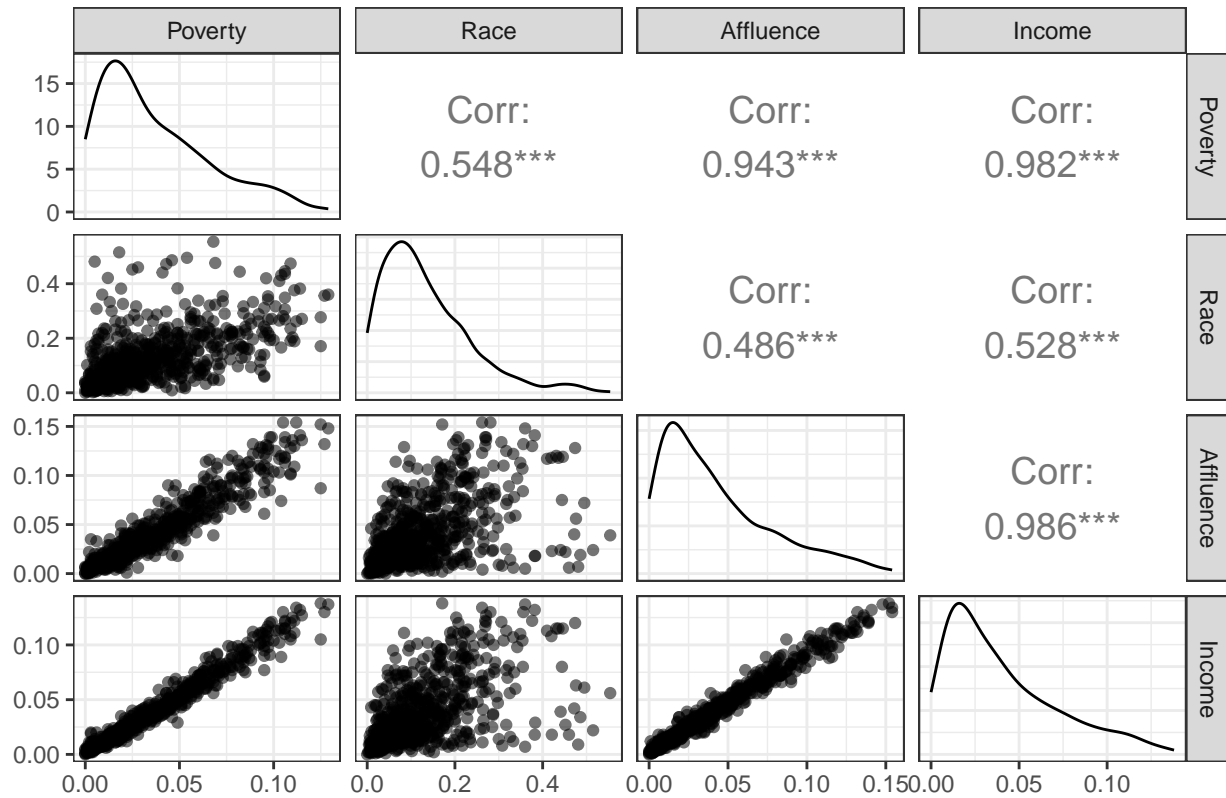 Poverty Race Affluence Income
15
10
5
0
Corr:
0.548***
Corr:
0.943***
Corr:
0.982***
Poverty
0.4
0.2
0.0
Corr:
0.486***
Corr:
0.528***
Race
0.15
0.10
0.05
0.00
Corr:
0.986***
Affluence
0.10
0.05
0.00
Income
0.00 0.05 0.10 0.0 0.2 0.4 0.00 0.05 0.10 0.15 0.00 0.05 0.10